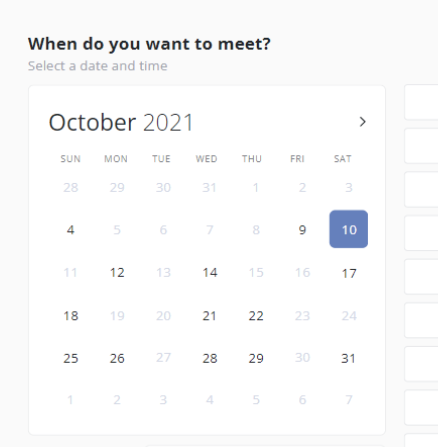 When do you want to meet?
Select a date and time
October 2021
SUN MON TUE WED THU FRI SAT
28 29 30 31 1 2 3
4 5 6 7 8 9 10
11 12 13 14 15 16 17
18 19 20 21 22 23 24
25 26 27 28 29 30 31
1 2 3 4 5 6 7